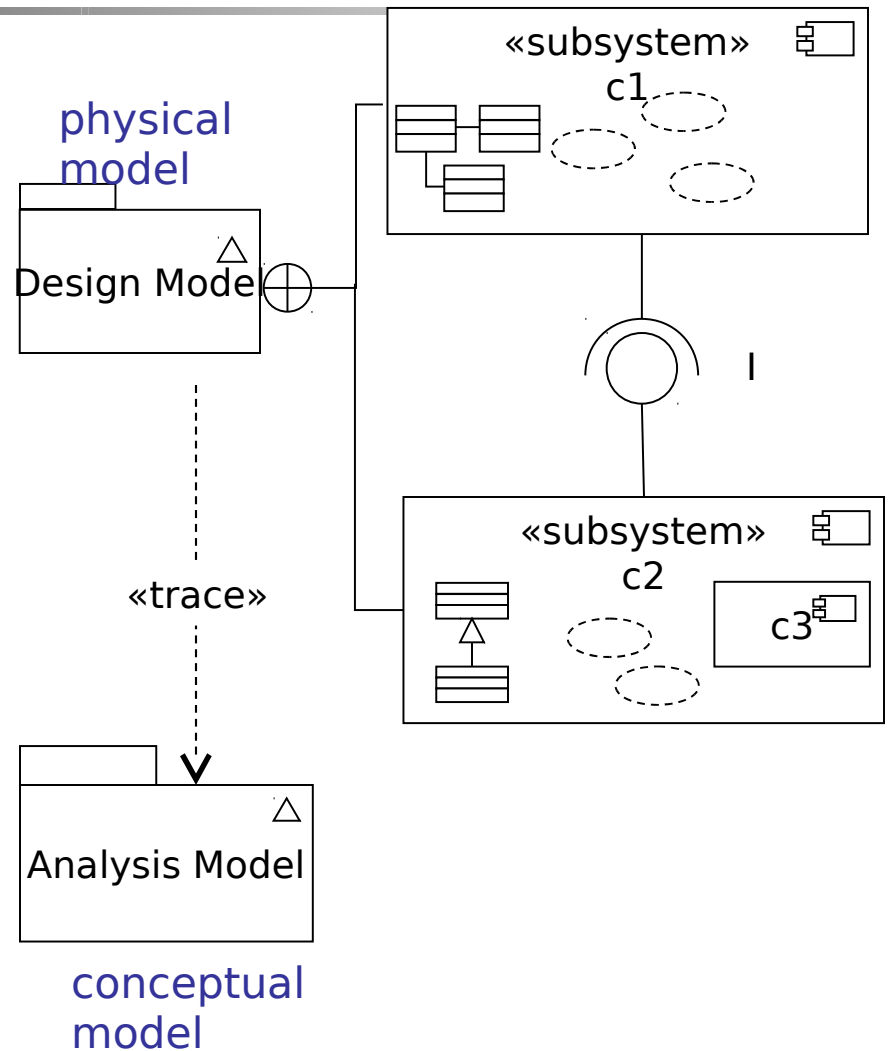 «subsystem»
c1
physical
model
Design Model
I
«subsystem»
c2
«trace»
c3
Analysis Model
conceptual
model